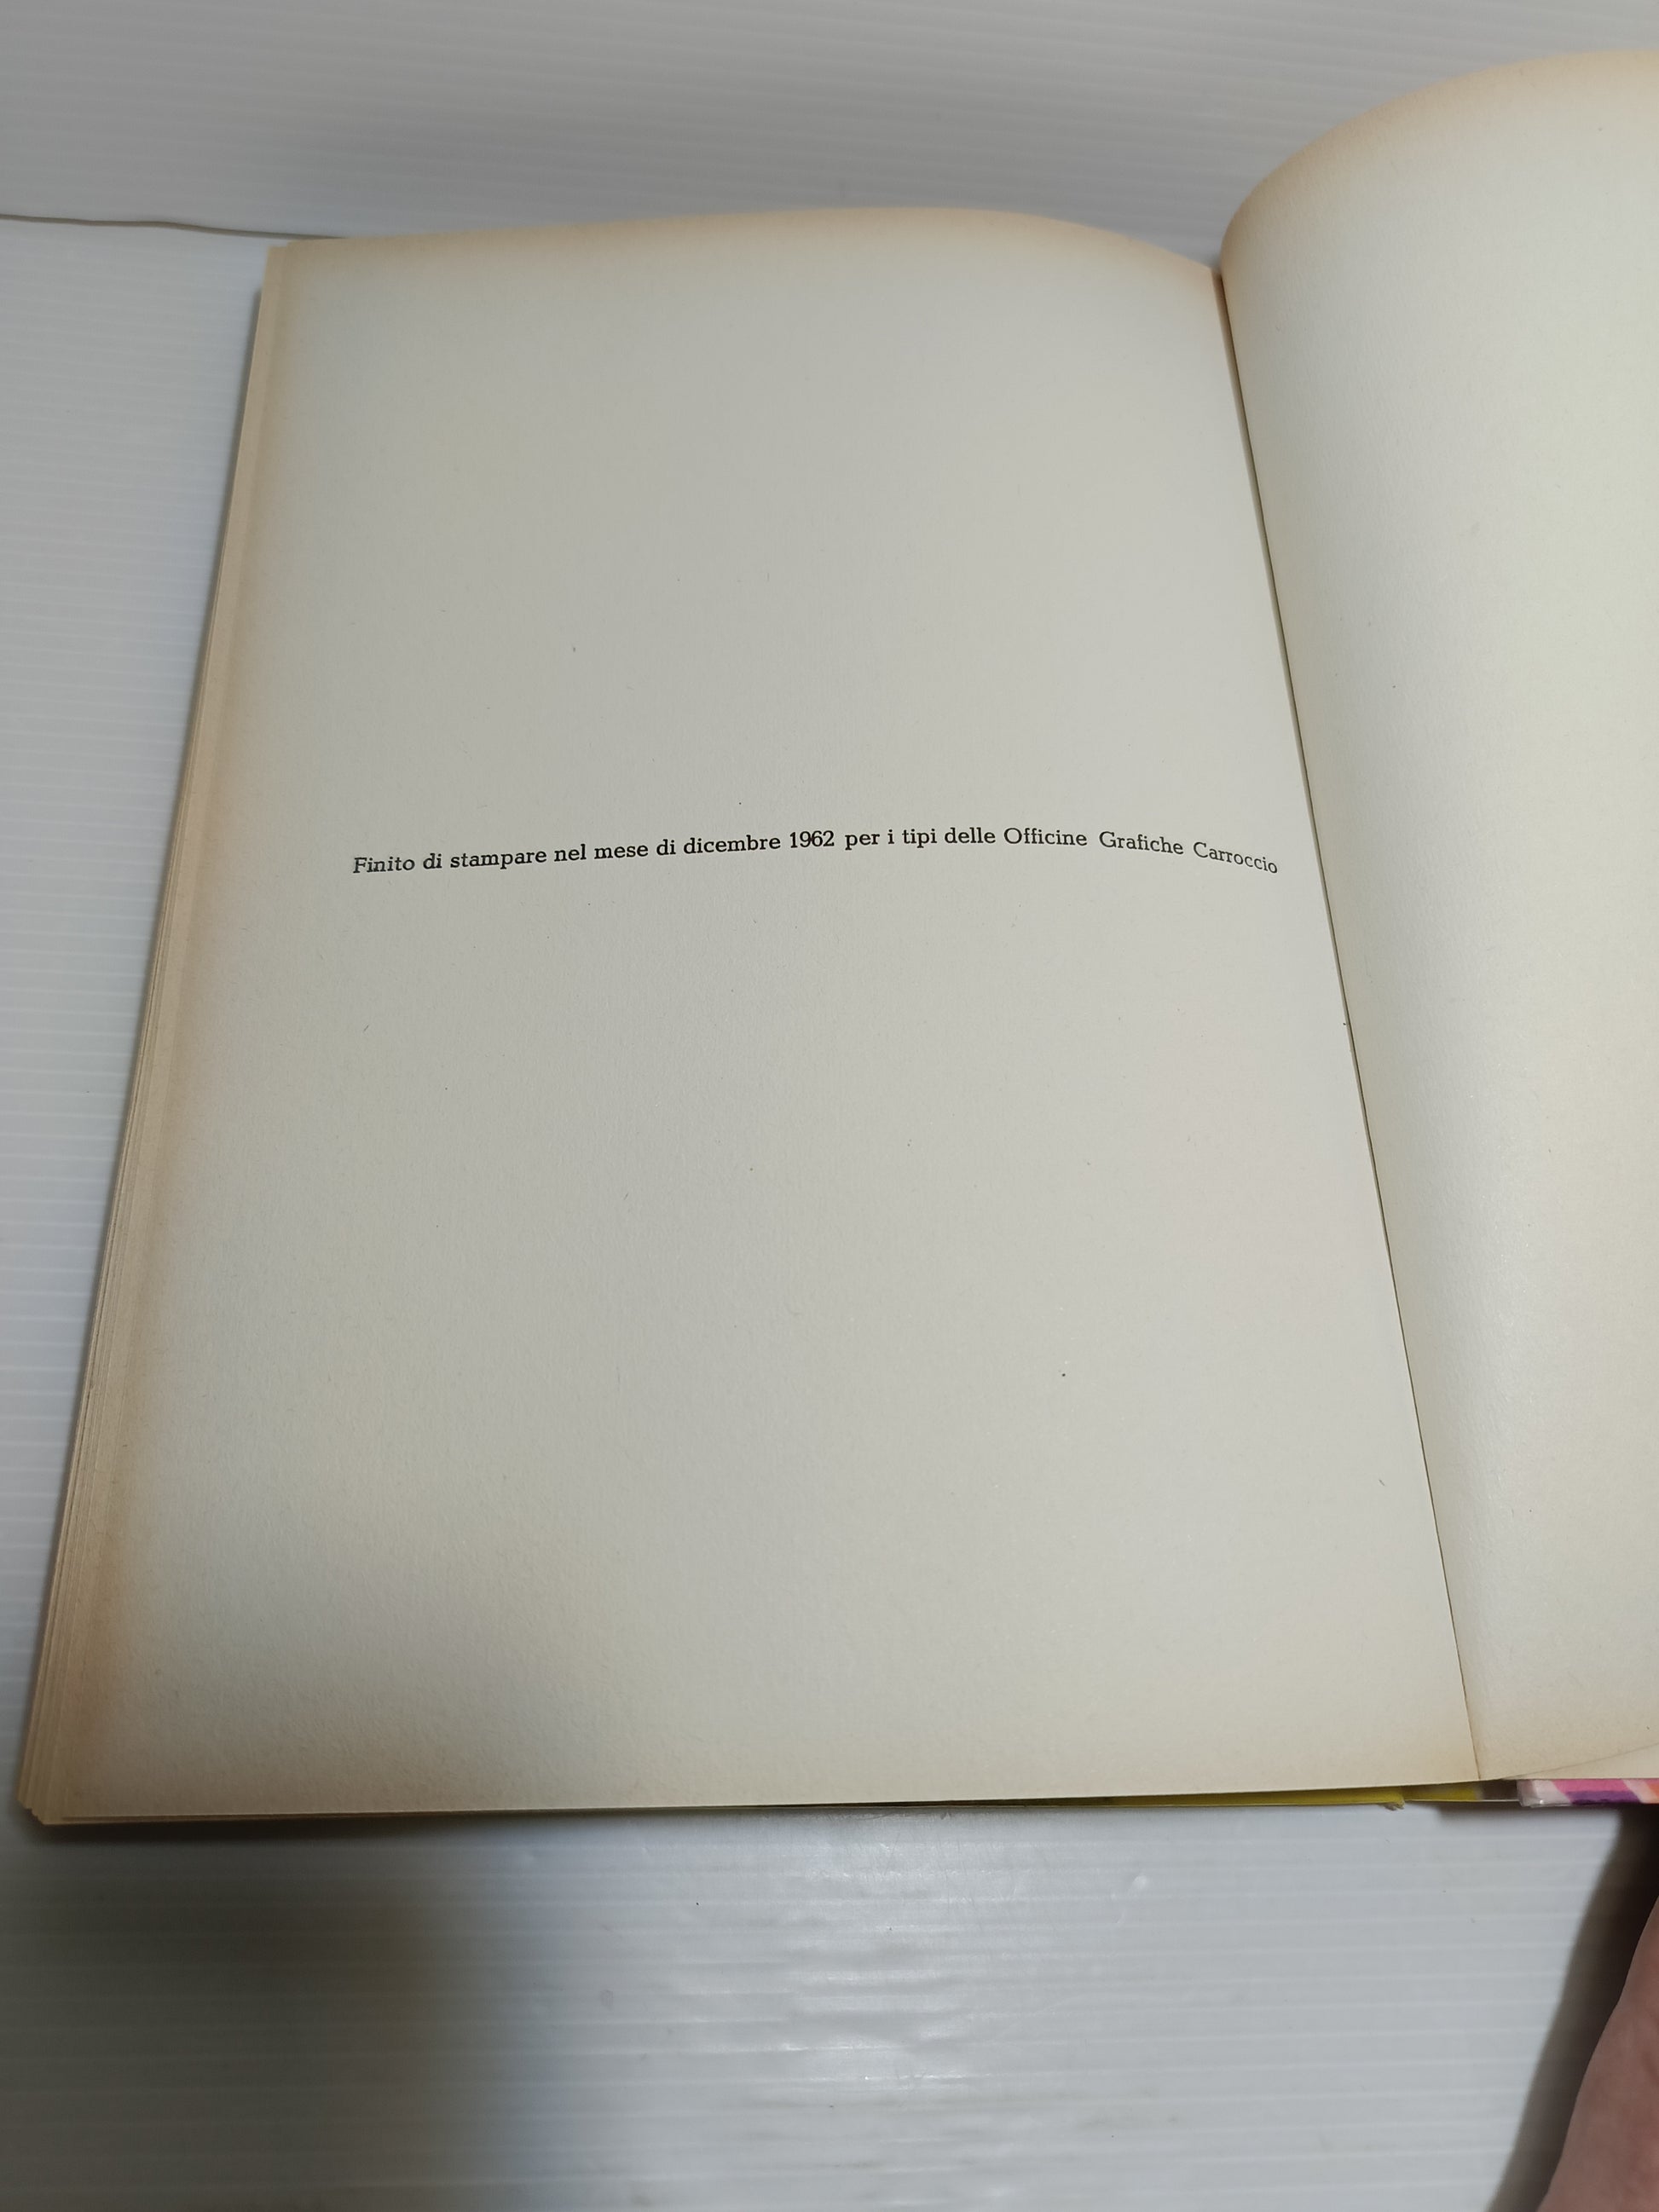 Finito di stampare nel mese di dicembre 1962 per i tipi delle Officine Grafiche Carroccio